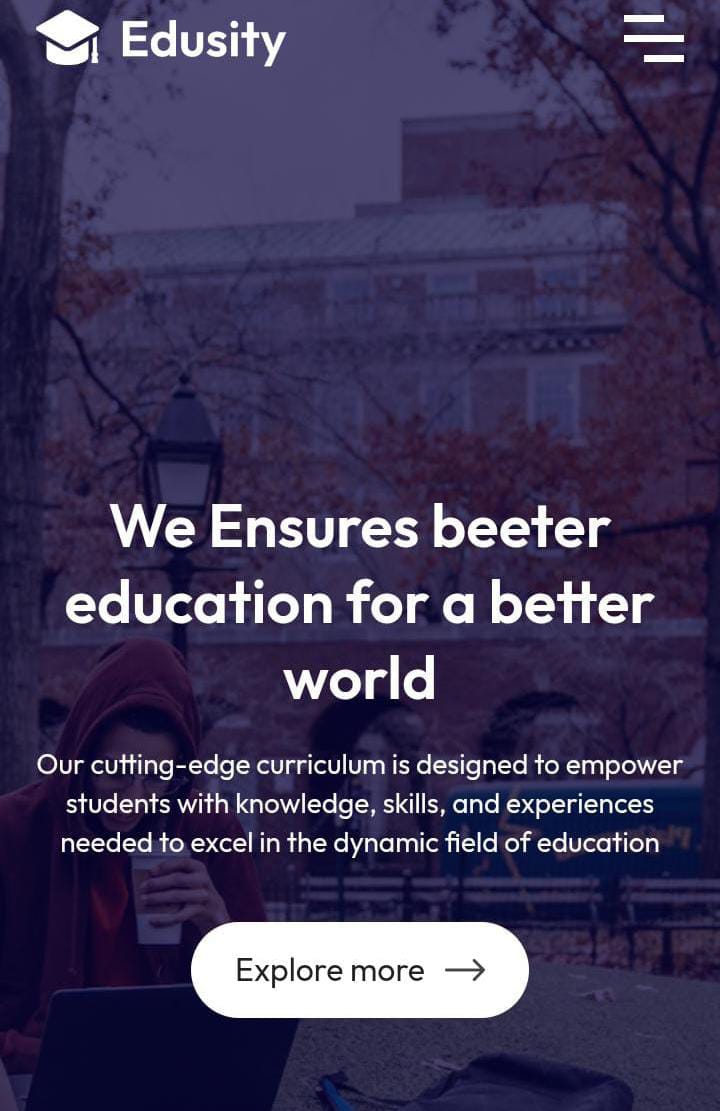 Edusity
We Ensures beeter
education for a better
world
Our cutting-edge curriculum is designed to empower
students with knowledge, skills, and experiences
needed to excel in the dynamic field of education
Explore more